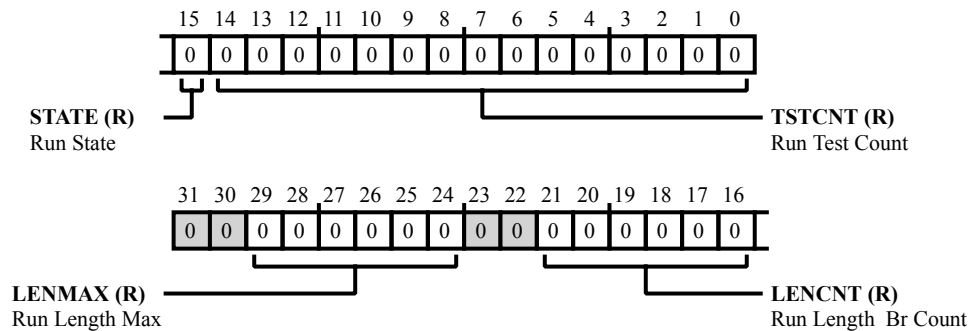 15 14 13 12 11 10 9 8 7 6 5 4 3 2 1 0
0 0 0 0 0 0 0 0 0 0 0 0 0 0 0 0
STATE (R) TSTCNT (R)
Run State Run Test Count
31 30 29 28 27 26 25 24 23 22 21 20 19 18 17 16
0 0 0 0 0 0 0 0 0 0 0 0 0 0 0 0
LENMAX (R) LENCNT (R)
Run Length Max Run Length Br Count